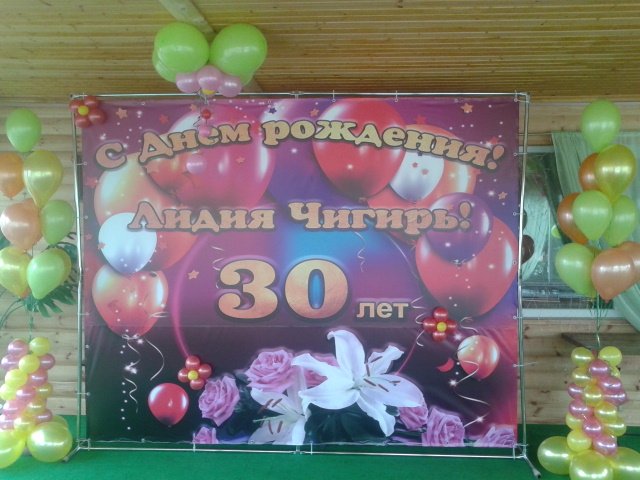 С Днем рождения!
Лидия Чигирь!
30 лет